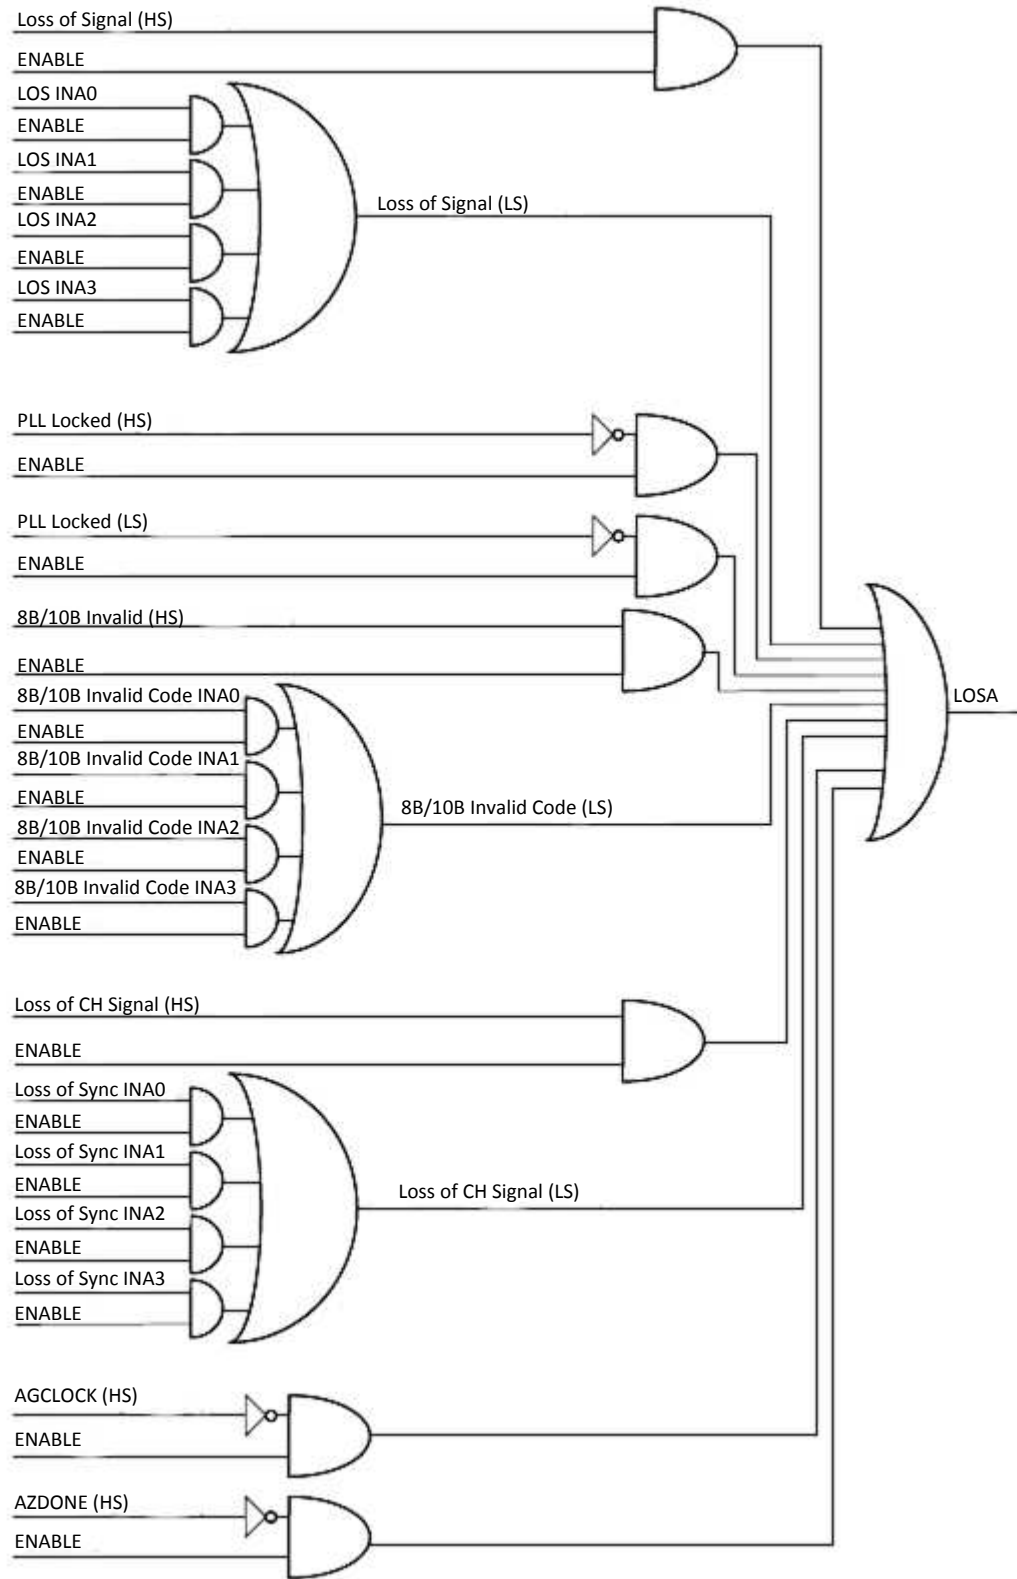 Loss of Signal (HS)
ENABLE
LOS INA0
ENABLE
LOS INA1
ENABLE
LOS INA2
ENABLE
LOS INA3
ENABLE
Loss of Signal (LS)
PLL Locked (HS)
ENABLE
PLL Locked (LS)
ENABLE
8B/10B Invalid (HS)
ENABLE
8B/10B Invalid Code INA0
ENABLE
8B/10B Invalid Code INA1
ENABLE
8B/10B Invalid Code INA2
ENABLE
8B/10B Invalid Code INA3
ENABLE
8B/10B Invalid Code (LS)
LOSA
Loss of CH Signal (HS)
ENABLE
Loss of Sync INA0
ENABLE
Loss of Sync INA1
ENABLE
Loss of Sync INA2
ENABLE
Loss of Sync INA3
ENABLE
Loss of CH Signal (LS)
AGCLOCK (HS)
ENABLE
AZDONE (HS)
ENABLE